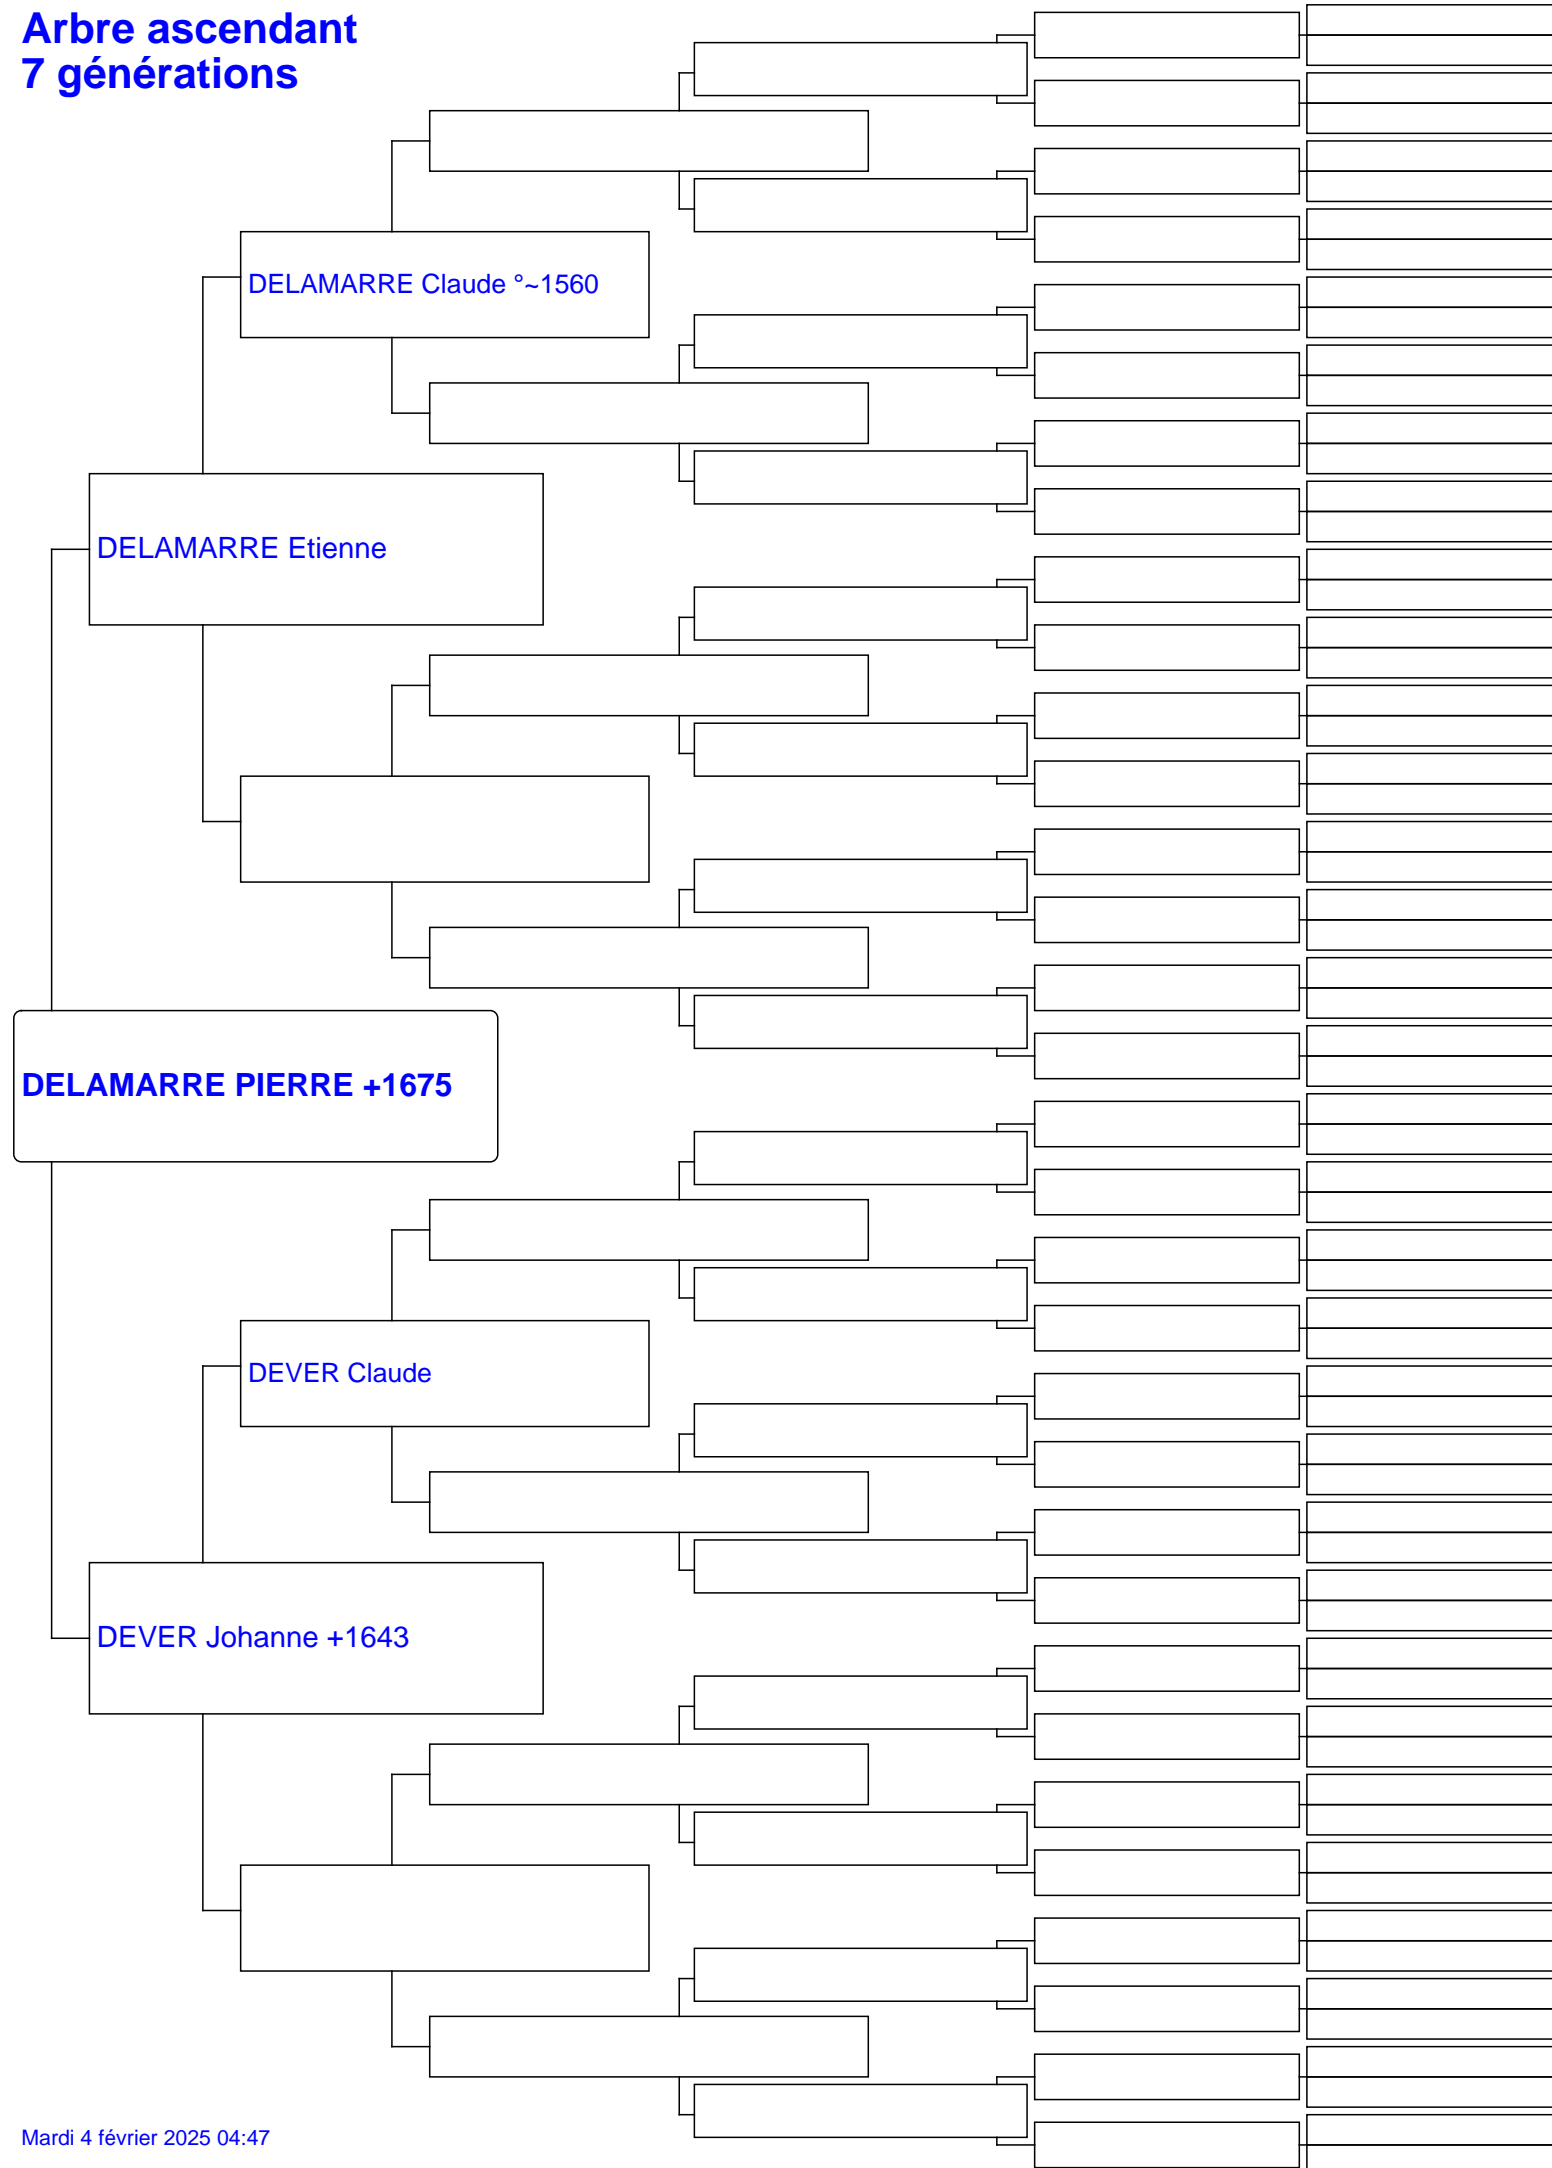 Arbre ascendant
7 générations
DELAMARRE Claude °~1560
DELAMARRE Etienne
DELAMARRE PIERRE +1675
DEVER Claude
DEVER Johanne +1643
Mardi 4 février 2025 04:47